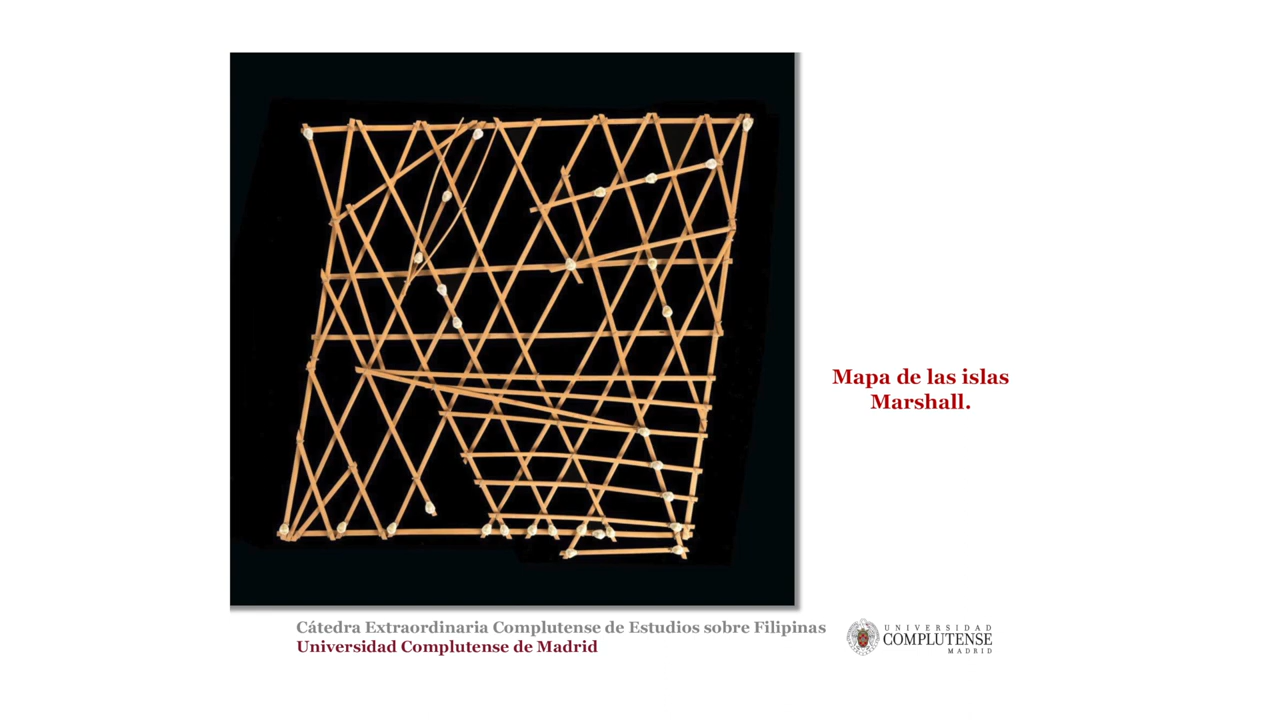 Mapa de las islas
Marshall.
Cátedra Extraordinaria Complutense de Estudios sobre Filipinas
Universidad Complutense de Madrid
UNIVERSIDAD
COMPLUTENSE
MADRID